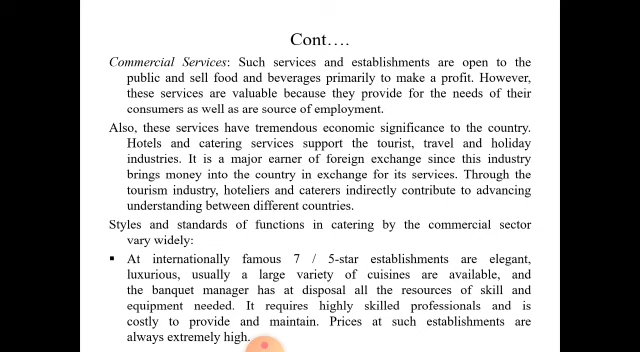 Cont….
Commercial Services: Such services and establishments are open to the
public and sell food and beverages primarily to make a profit. However,
these services are valuable because they provide for the needs of their
consumers as well as are source of employment.
Also, these services have tremendous economic significance to the country.
Hotels and catering services support the tourist, travel and holiday
industries. It is a major earner of foreign exchange since this industry
brings money into the country in exchange for its services. Through the
tourism industry, hoteliers and caterers indirectly contribute to advancing
understanding between different countries.
Styles and standards of functions in catering by the commercial sector
vary widely:
▪ At internationally famous 7 / 5-star establishments are elegant,
luxurious, usually a large variety of cuisines are available, and
the banquet manager has at disposal all the resources of skill and
equipment needed. It requires highly skilled professionals and is
costly to provide and maintain. Prices at such establishments are
always extremely high.